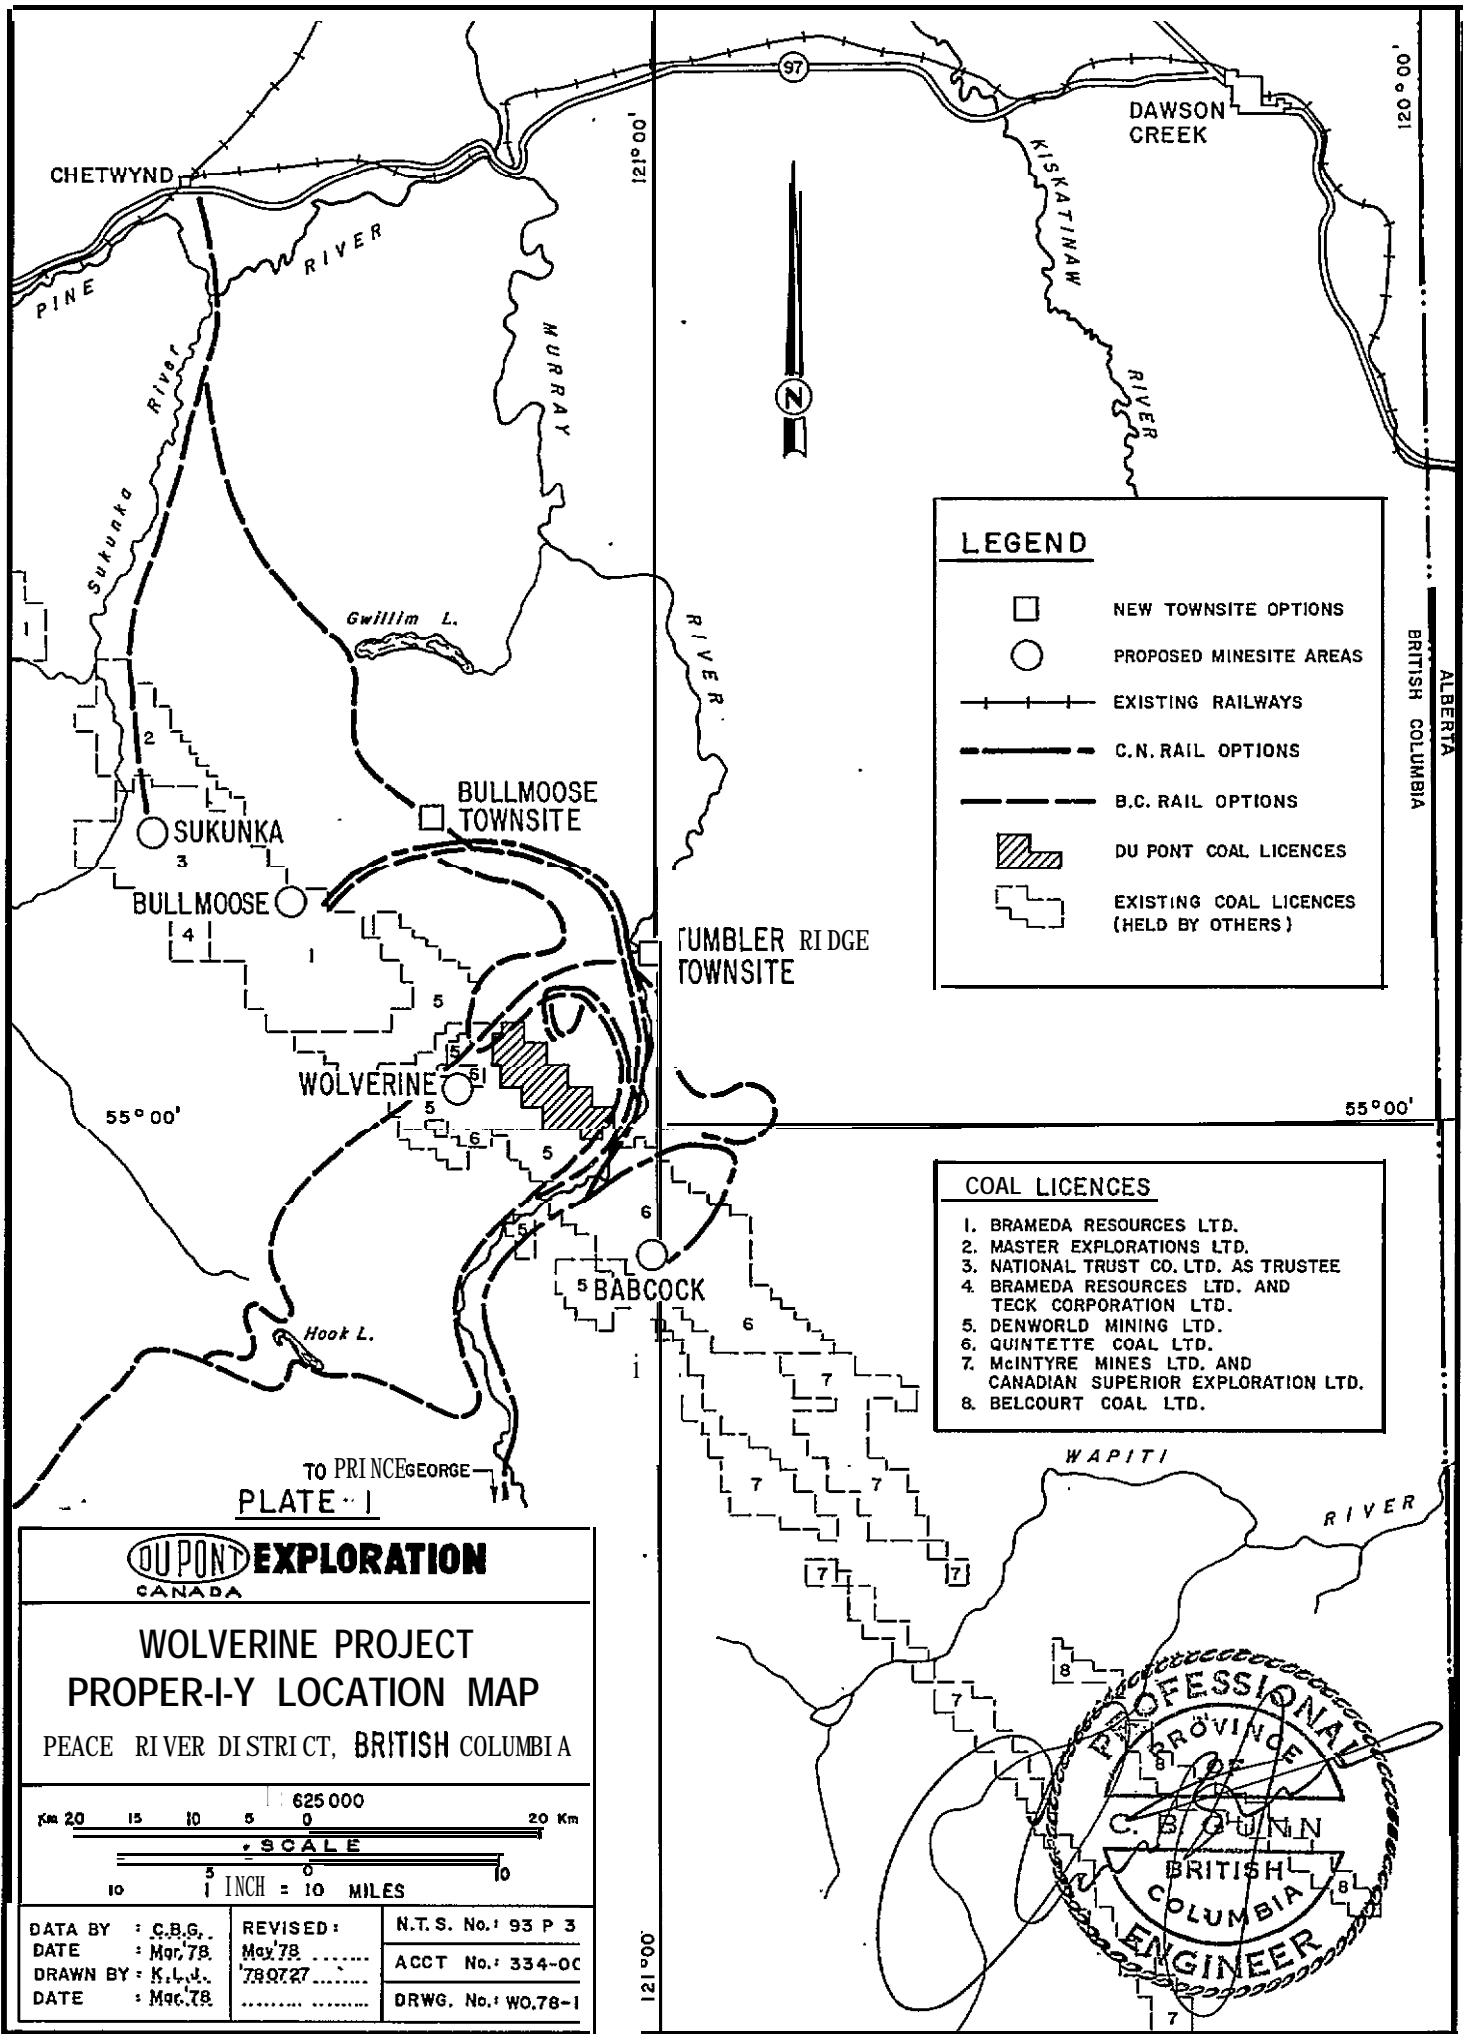 97
DAWSON
CREEK
120°00'
121°00'
CHETWYND
KISKATINAW
RIVER
PINE
RIVER
MURRAY
RIVER
Sukunka River
Gwillim L.
LEGEND
NEW TOWNSITE OPTIONS
PROPOSED MINESITE AREAS
EXISTING RAILWAYS
C.N. RAIL OPTIONS
B.C. RAIL OPTIONS
DU PONT COAL LICENCES
EXISTING COAL LICENCES
(HELD BY OTHERS)
BRITISH COLUMBIA
ALBERTA
N
1
2
BULLMOOSE
TOWNSITE
SUKUNKA
3
BULLMOOSE
4
1
5
TUMBLER RIDGE
TOWNSITE
5
6
WOLVERINE
5
6
5
55°00'
55°00'
6
5
5
BABCOCK
6
Hook L.
i
7
7
7
7
7
7
8
8
8
7
COAL LICENCES
1. BRAMEDA RESOURCES LTD.
2. MASTER EXPLORATIONS LTD.
3. NATIONAL TRUST CO. LTD. AS TRUSTEE
4. BRAMEDA RESOURCES LTD. AND
TECK CORPORATION LTD.
5. DENWORLD MINING LTD.
6. QUINTETTE COAL LTD.
7. McINTYRE MINES LTD. AND
CANADIAN SUPERIOR EXPLORATION LTD.
8. BELCOURT COAL LTD.
WAPITI
RIVER
TO PRINCE GEORGE
PLATE 1
DU PONT EXPLORATION
CANADA
WOLVERINE PROJECT
PROPER-I-Y LOCATION MAP
PEACE RIVER DISTRICT, BRITISH COLUMBIA
625 000
Km 20 15 10 5 0 20 Km
SCALE
10 5 0 10
1 INCH = 10 MILES
DATA BY : C.B.G.
DATE : Mar.'78
DRAWN BY : K.L.J.
DATE : Mar.'78
REVISED:
May'78
'780727
N.T.S. No.: 93 P 3
ACCT No.: 334-00
DRWG. No.: WO.78-1
121°00'
PROFESSIONAL
PROVINCE
OF
C. B. GUNN
BRITISH
COLUMBIA
ENGINEER